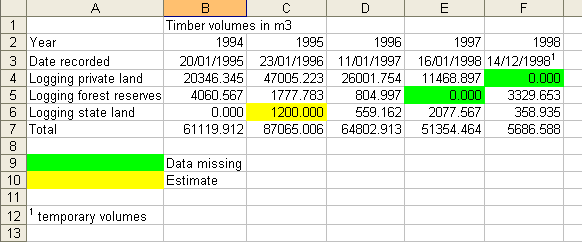 A B C D E F
1 Timber volumes in m3
2 Year 1994 1995 1996 1997 1998
3 Date recorded 20/01/1995 23/01/1996 11/01/1997 16/01/1998 14/12/1998¹
4 Logging private land 20346.345 47005.223 26001.754 11468.897 0.000
5 Logging forest reserves 4060.567 1777.783 804.997 0.000 3329.653
6 Logging state land 0.000 1200.000 559.162 2077.567 358.935
7 Total 61119.912 87065.006 64802.913 51354.464 5686.588
8
9 Data missing
10 Estimate
11
12 ¹ temporary volumes
13